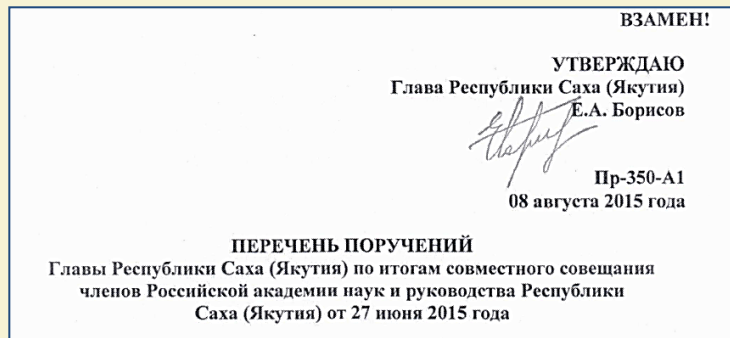 ВЗАМЕН!
УТВЕРЖДАЮ
Глава Республики Саха (Якутия)
Е.А. Борисов
Пр-350-А1
08 августа 2015 года
ПЕРЕЧЕНЬ ПОРУЧЕНИЙ
Главы Республики Саха (Якутия) по итогам совместного совещания
членов Российской академии наук и руководства Республики
Саха (Якутия) от 27 июня 2015 года